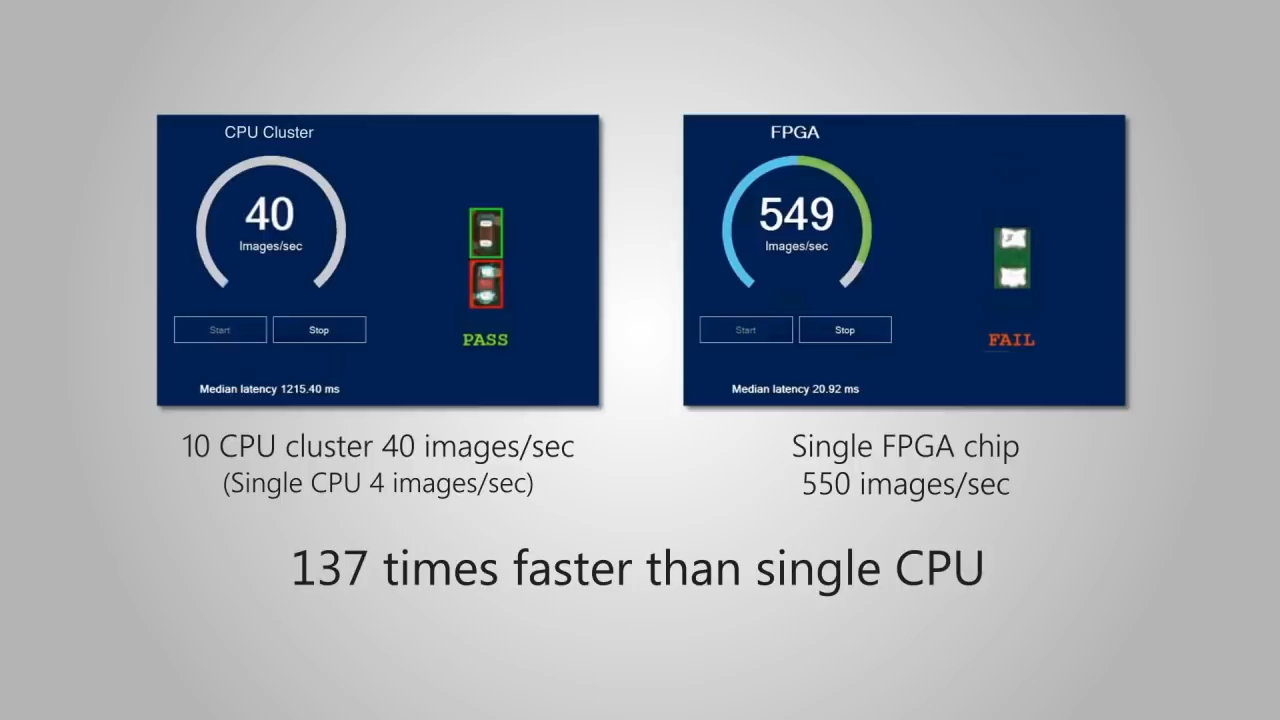 CPU Cluster
40
Images/sec
Start
Stop
PASS
Median latency 1215.40 ms
FPGA
549
Images/sec
Start
Stop
FAIL
Median latency 20.92 ms
10 CPU cluster 40 images/sec
(Single CPU 4 images/sec)
Single FPGA chip
550 images/sec
137 times faster than single CPU